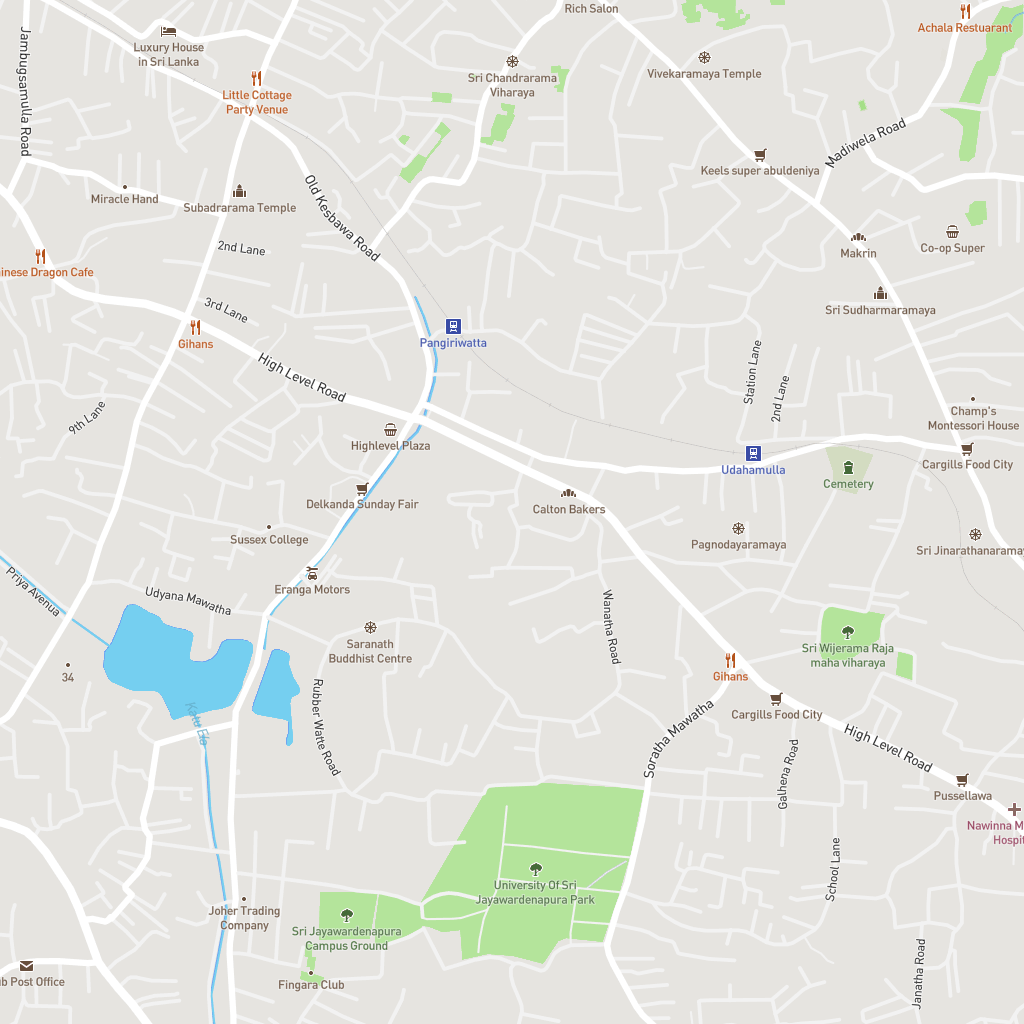 Rich Salon
Achala Restuarant
Jambugsamulla Road
Luxury House
in Sri Lanka
Sri Chandrarama
Viharaya
Vivekaramaya Temple
Little Cottage
Party Venue
Madiwela Road
Keels super abuldeniya
Miracle Hand
Subadrarama Temple
Old Kesbawa Road
2nd Lane
Makrin
Co-op Super
inese Dragon Cafe
3rd Lane
Sri Sudharmaramaya
Gihans
Pangiriwatta
High Level Road
Station Lane
2nd Lane
9th Lane
Champ's
Montessori House
Highlevel Plaza
Cargills Food City
Udahamulla
Cemetery
Delkanda Sunday Fair
Calton Bakers
Sussex College
Pagnodayaramaya
Sri Jinarathanaramay
Priya Avenua
Eranga Motors
Udyana Mawatha
Wanatha Road
Saranath
Buddhist Centre
Sri Wijerama Raja
maha viharaya
34
Gihans
Rubber Watte Road
Katu Ela
Soratha Mawatha
Cargills Food City
High Level Road
Galhena Road
Pussellawa
Nawinna M
Hospit
School Lane
University Of Sri
Jayawardenapura Park
Joher Trading
Company
Sri Jayawardenapura
Campus Ground
Janatha Road
ub Post Office
Fingara Club